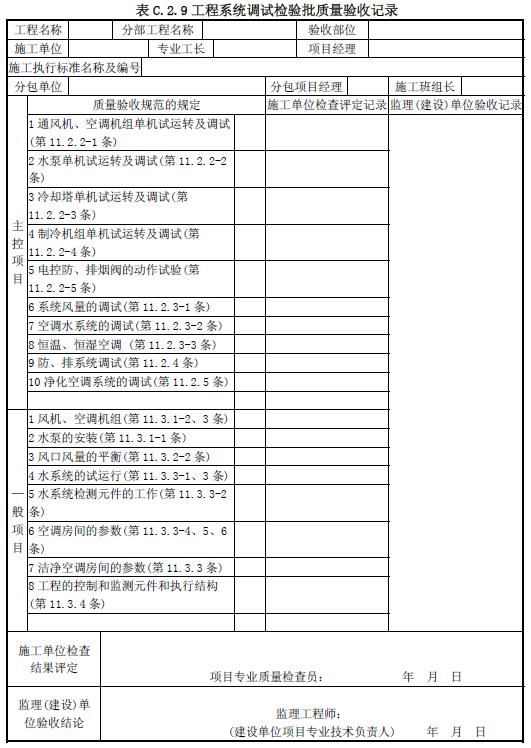 表 C.2.9 工程系统调试检验批质量验收记录
工程名称 分部工程名称 验收部位
施工单位 专业工长 项目经理
施工执行标准名称及编号
分包单位 分包项目经理 施工班组长
质量验收规范的规定 施工单位检查评定记录 监理(建设)单位验收记录
主控项目
1 通风机、空调机组单机试运转及调试
(第 11.2.2-1 条)
2 水泵单机试运转及调试(第 11.2.2-2
条)
3 冷却塔单机试运转及调试(第
11.2.2-3 条)
4 制冷机组单机试运转及调试(第
11.2.2-4 条)
5 电控防、排烟阀的动作试验(第
11.2.2-5 条)
6 系统风量的调试(第 11.2.3-1 条)
7 空调水系统的调试(第 11.2.3-2 条)
8 恒温、恒湿空调 (第 11.2.3-3 条)
9 防、排系统调试(第 11.2.4 条)
10 净化空调系统的调试(第 11.2.5 条)
一般项目
1 风机、空调机组(第 11.3.1-2、3 条)
2 水泵的安装(第 11.3.1-1 条)
3 风口风量的平衡(第 11.3.2-2 条)
4 水系统的试运行(第 11.3.3-1、3 条)
5 水系统检测元件的工作(第 11.3.3-2
条)
6 空调房间的参数(第 11.3.3-4、5、6
条)
7 洁净空调房间的参数(第 11.3.3 条)
8 工程的控制和监测元件和执行结构
(第 11.3.4 条)
施工单位检查
结果评定
项目专业质量检查员： 年 月 日
监理(建设)单
位验收结论
监理工程师：
(建设单位项目专业技术负责人) 年 月 日